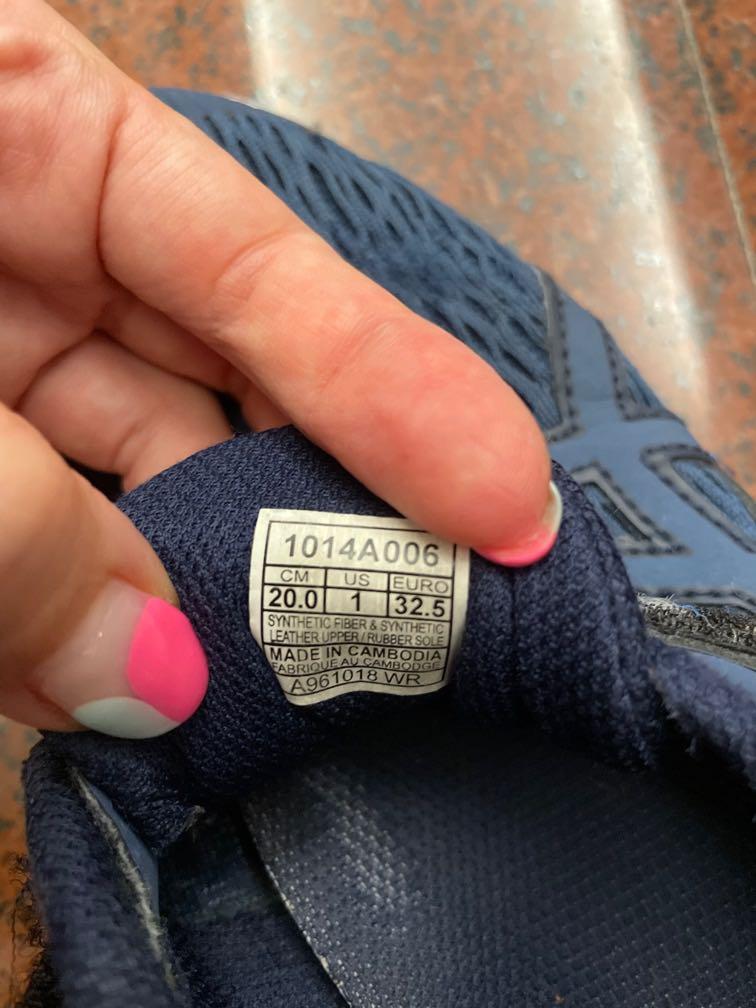 1014A006
CM US EURO
20.0 1 32.5
SYNTHETIC FIBER & SYNTHETIC
LEATHER UPPER/RUBBER SOLE
MADE IN CAMBODIA
FABRIQUE AU CAMBODGE
A961018 WR